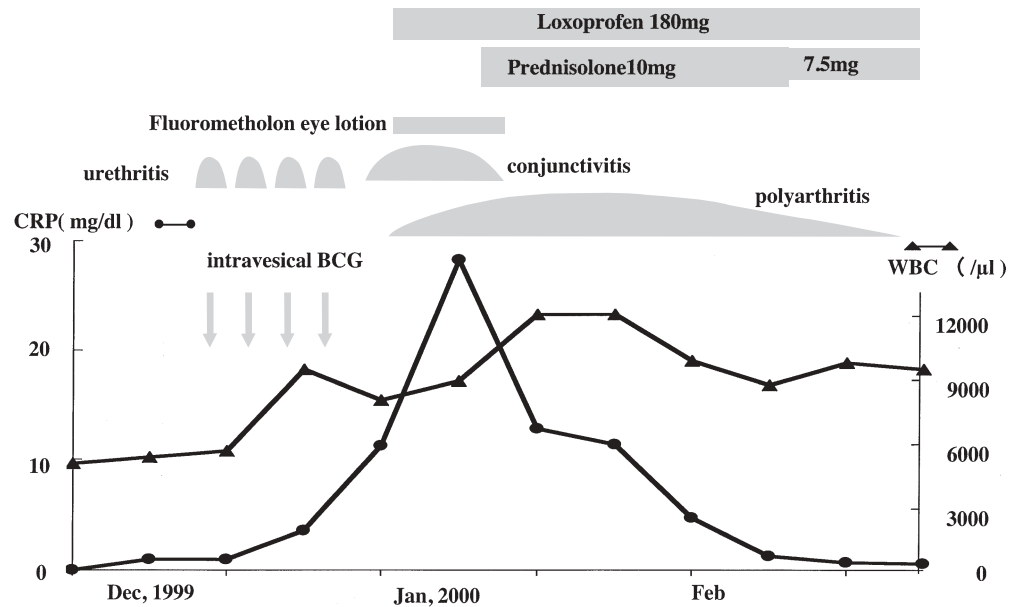 Loxoprofen 180mg
Prednisolone10mg 7.5mg
Fluorometholon eye lotion
urethritis
conjunctivitis
polyarthritis
CRP( mg/dl )
WBC ( /µl )
intravesical BCG
30
20
10
0
12000
9000
6000
3000
0
Dec, 1999 Jan, 2000 Feb